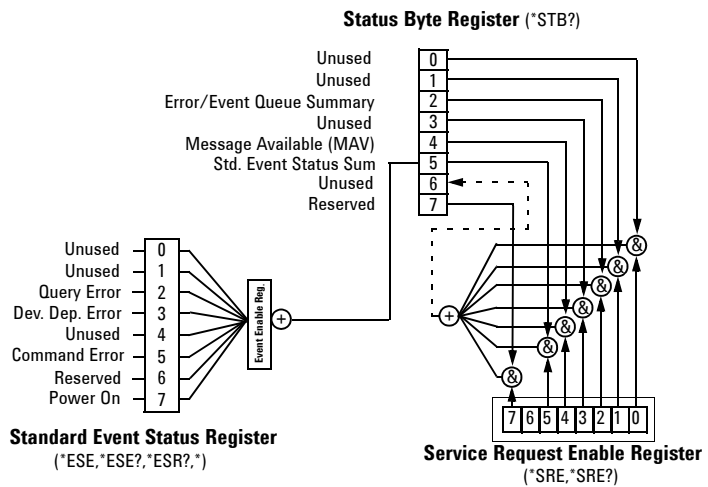 Status Byte Register (*STB?)
Unused 0
Unused 1
Error/Event Queue Summary 2
Unused 3
Message Available (MAV) 4
Std. Event Status Sum 5
Unused 6
Reserved 7
Unused 0
Unused 1
Query Error 2
Dev. Dep. Error 3
Unused 4
Command Error 5
Reserved 6
Power On 7
Event Enable Reg.
+
+
&
&
&
&
&
&
&
7 6 5 4 3 2 1 0
Standard Event Status Register
(*ESE,*ESE?,*ESR?,*)
Service Request Enable Register
(*SRE,*SRE?)